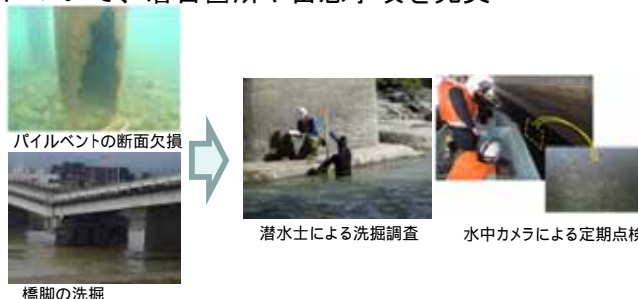 パイルベントの断面欠損
潜水士による洗掘調査
水中カメラによる定期点検
橋脚の洗掘